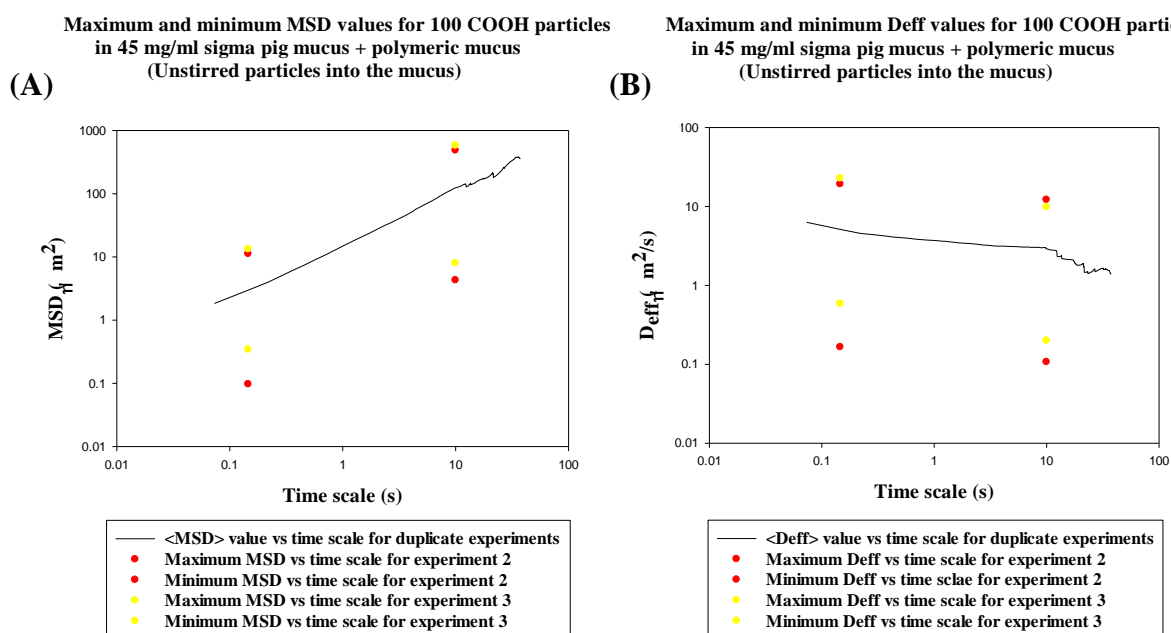 Maximum and minimum MSD values for 100 COOH particles
in 45 mg/ml sigma pig mucus + polymeric mucus
(Unstirred particles into the mucus)
(A)
1000
100
10
1
0.1
0.01
0.01
0.1
1
10
100
Time scale (s)
<MSD> value vs time scale for duplicate experiments
Maximum MSD vs time scale for experiment 2
Minimum MSD vs time scale for experiment 2
Maximum MSD vs time scale for experiment 3
Minimum MSD vs time scale for experiment 3
Maximum and minimum Deff values for 100 COOH parti
in 45 mg/ml sigma pig mucus + polymeric mucus
(Unstirred particles into the mucus)
(B)
100
10
1
0.1
0.01
0.01
0.1
1
10
100
Time scale (s)
<Deff> value vs time scale for duplicate experiments
Maximum Deff vs time scale for experiment 2
Minimum Deff vs time sclae for experiment 2
Maximum Deff vs time scale for experiment 3
Minimum Deff vs time scale for experiment 3